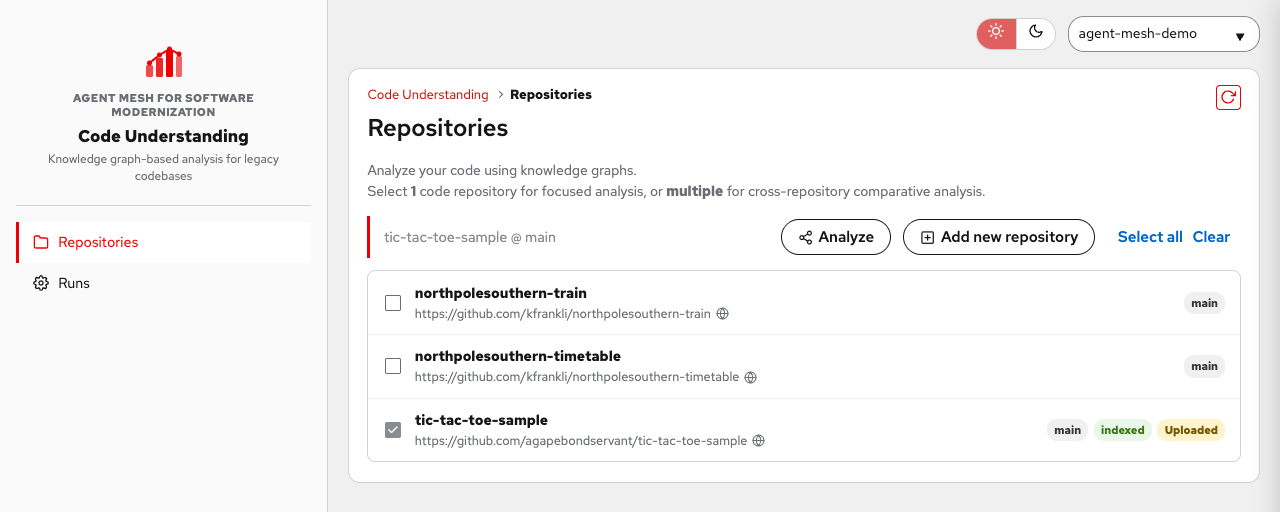 AGENT MESH FOR SOFTWARE
MODERNIZATION
Code Understanding
Knowledge graph-based analysis for legacy
codebases
Repositories
Runs
agent-mesh-demo
Code Understanding > Repositories
Repositories
Analyze your code using knowledge graphs.
Select 1 code repository for focused analysis, or multiple for cross-repository comparative analysis.
tic-tac-toe-sample @ main
Analyze
Add new repository
Select all
Clear
northpolesouthern-train
https://github.com/kfrankli/northpolesouthern-train
main
northpolesouthern-timetable
https://github.com/kfrankli/northpolesouthern-timetable
main
tic-tac-toe-sample
https://github.com/agapebondservant/tic-tac-toe-sample
main
indexed
Uploaded